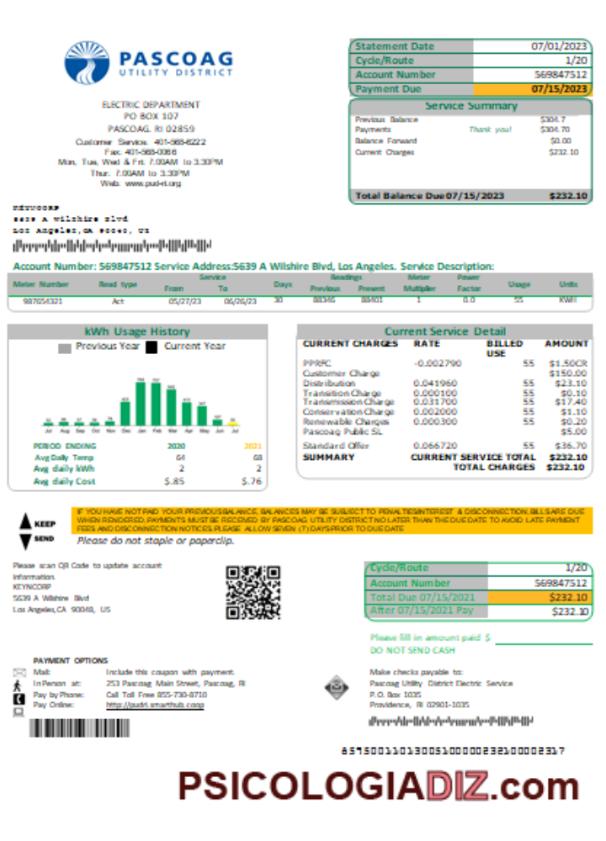 PASCOAG
UTILITY DISTRICT
ELECTRIC DEPARTMENT
PO BOX 107
PASCOAG. RI 02859
Customer Service. 401-568-6222
Fax. 401-568-0066
Mon, Tue, Wed & Fri. 7.00AM to 3.30PM
Thur. 7.00AM to 3.30PM
Web. www.pud-ri.org
Statement Date 07/01/2023
Cycle/Route 1/20
Account Number 569847512
Payment Due 07/15/2023
Service Summary
Previous Balance $304.7
Payments Thank you! $304.70
Balance Forward $0.00
Current Charges $232.10
Total Balance Due 07/15/2023 $232.10
KEYNCORP
5639 A Wilshire Blvd
Los Angeles,CA 90048, US
Account Number: 569847512 Service Address:5639 A Wilshire Blvd, Los Angeles. Service Description:
Meter Number Read type Service From To Days Readings Previous Present Meter Multiplier Power Factor Usage Units
987654321 Act 05/27/23 06/26/23 30 88346 88401 1 0.0 55 KWH
kWh Usage History
Previous Year Current Year
Jul Aug Sep Oct Nov Dec Jan Feb Mar Apr May Jun Jul
PERIOD ENDING 2020 2021
Avg Daily Temp 64 68
Avg daily kWh 2 2
Avg daily Cost $.85 $.76
Current Service Detail
CURRENT CHARGES RATE BILLED USE AMOUNT
PPRFC -0.002790 55 $1.50CR
Customer Charge $150.00
Distribution 0.041960 55 $23.10
Transition Charge 0.000100 55 $0.10
Transmission Charge 0.031700 55 $17.40
Conservation Charge 0.002000 55 $1.10
Renewable Charges 0.000300 55 $0.20
Pascoag Public SL $5.00
Standard Offer 0.066720 55 $36.70
SUMMARY CURRENT SERVICE TOTAL $232.10
TOTAL CHARGES $232.10
KEEP
SEND
IF YOU HAVE NOT PAID YOUR PREVIOUS BALANCE, BALANCES MAY BE SUBJECT TO PENALTIES/INTEREST & DISCONNECTION. BILLS ARE DUE
WHEN RENDERED, PAYMENTS MUST BE RECEIVED BY PASCOAG UTILITY DISTRICT NO LATER THAN THE DUE DATE TO AVOID LATE PAYMENT
FEES AND DISCONNECTION NOTICES. PLEASE ALLOW SEVEN (7) DAYS PRIOR TO DUE DATE
Please do not staple or paperclip.
Please scan QR Code to update account
information.
KEYNCORP
5639 A Wilshire Blvd
Los Angeles,CA 90048, US
Cycle/Route 1/20
Account Number 569847512
Total Due 07/15/2021 $232.10
After 07/15/2021 Pay $232.10
Please fill in amount paid $
DO NOT SEND CASH
PAYMENT OPTIONS
Mail: Include this coupon with payment.
In Person at: 253 Pascoag Main Street, Pascoag, RI
Pay by Phone: Call Toll Free 855-730-8710
Pay Online: http://pudri.smarthub.coop
Make checks payable to:
Pascoag Utility District Electric Service
P.O. Box 1035
Providence, RI 02901-1035
PSICOLOGIADIZ.com